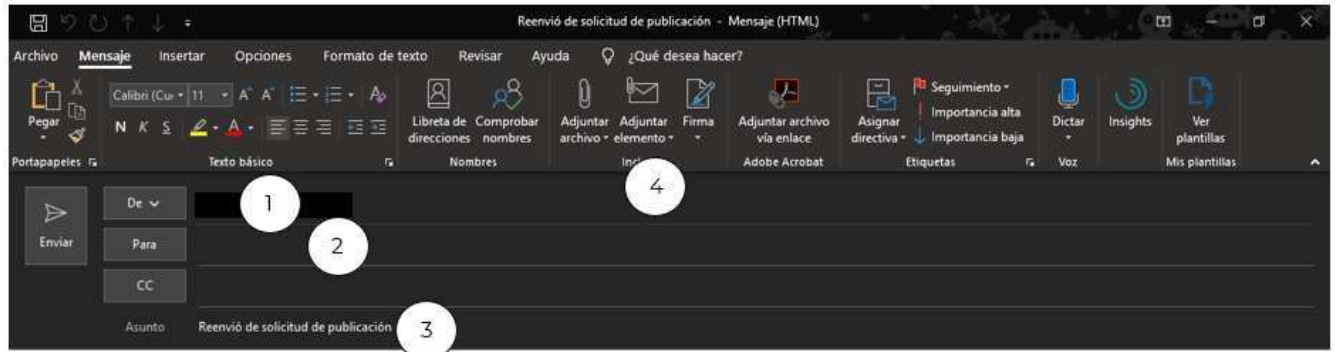 Reenvió de solicitud de publicación - Mensaje (HTML)
Archivo Mensaje Insertar Opciones Formato de texto Revisar Ayuda ¿Qué desea hacer?
Pegar
Calibri (Cu 11 A A
N K S A
Libreta de direcciones
Comprobar nombres
Adjuntar archivo
Adjuntar elemento
Firma
Adjuntar archivo vía enlace
Asignar directiva
Seguimiento
Importancia alta
Importancia baja
Dictar
Insights
Ver plantillas
Portapapeles Texto básico Nombres Adobe Acrobat Etiquetas Voz Mis plantillas
4
Enviar
De 1
Para 2
CC
Asunto Reenvió de solicitud de publicación 3